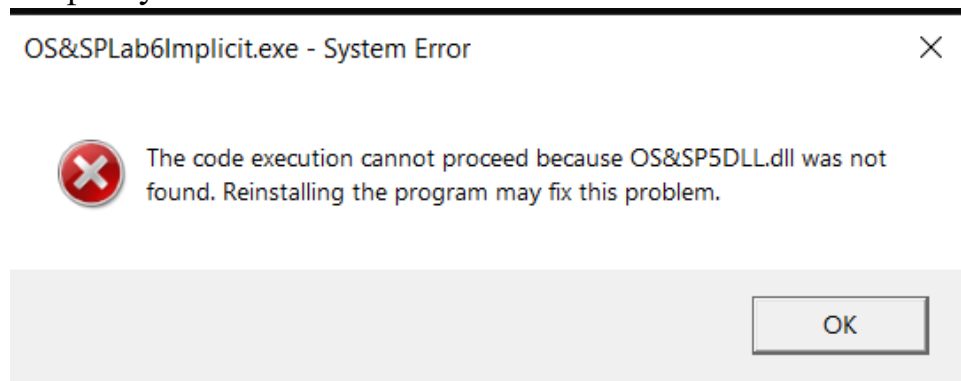 OS&SPLab6Implicit.exe - System Error
The code execution cannot proceed because OS&SP5DLL.dll was not
found. Reinstalling the program may fix this problem.
OK